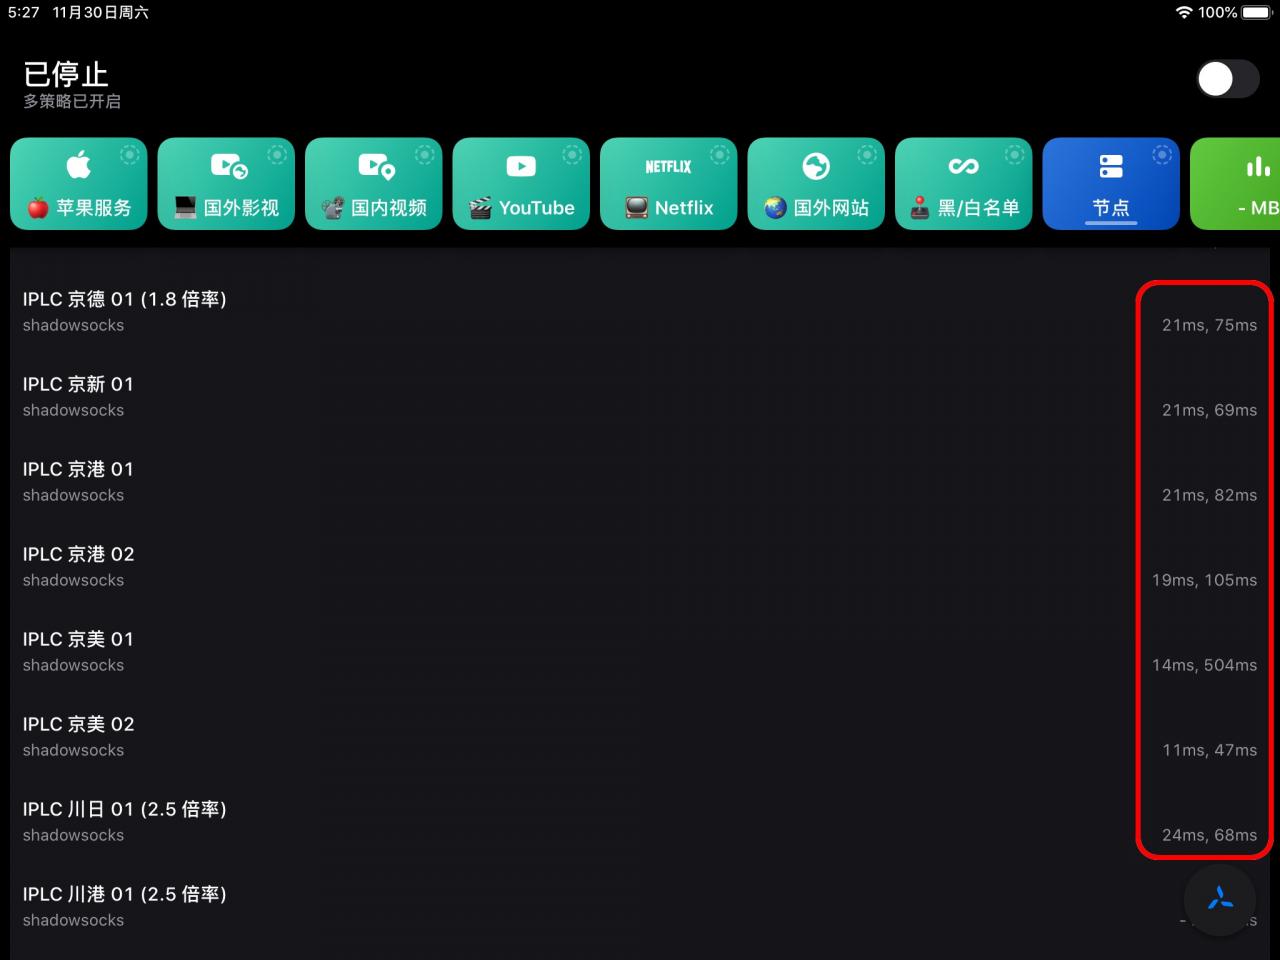 5:27 11月30日周六
100%
已停止
多策略已开启
苹果服务
国外影视
国内视频
YouTube
NETFLIX
Netflix
国外网站
黑/白名单
节点
- MB
IPLC 京德 01 (1.8 倍率)
shadowsocks
21ms, 75ms
IPLC 京新 01
shadowsocks
21ms, 69ms
IPLC 京港 01
shadowsocks
21ms, 82ms
IPLC 京港 02
shadowsocks
19ms, 105ms
IPLC 京美 01
shadowsocks
14ms, 504ms
IPLC 京美 02
shadowsocks
11ms, 47ms
IPLC 川日 01 (2.5 倍率)
shadowsocks
24ms, 68ms
IPLC 川港 01 (2.5 倍率)
shadowsocks